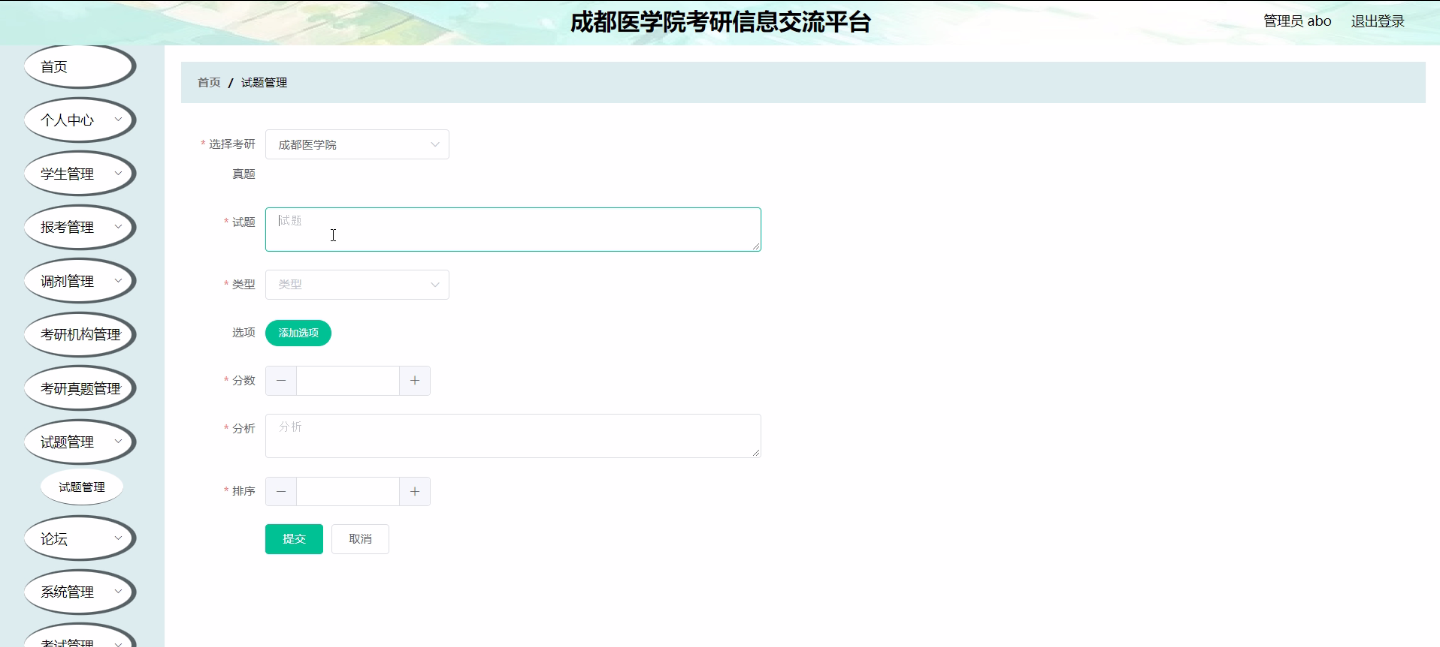 成都医学院考研信息交流平台
管理员 abo 退出登录
首页
个人中心
学生管理
报考管理
调剂管理
考研机构管理
考研真题管理
试题管理
试题管理
论坛
系统管理
考试管理
首页 / 试题管理
* 选择考研真题 成都医学院
* 试题 试题
* 类型 类型
选项 添加选项
* 分数 − +
* 分析 分析
* 排序 − +
提交 取消